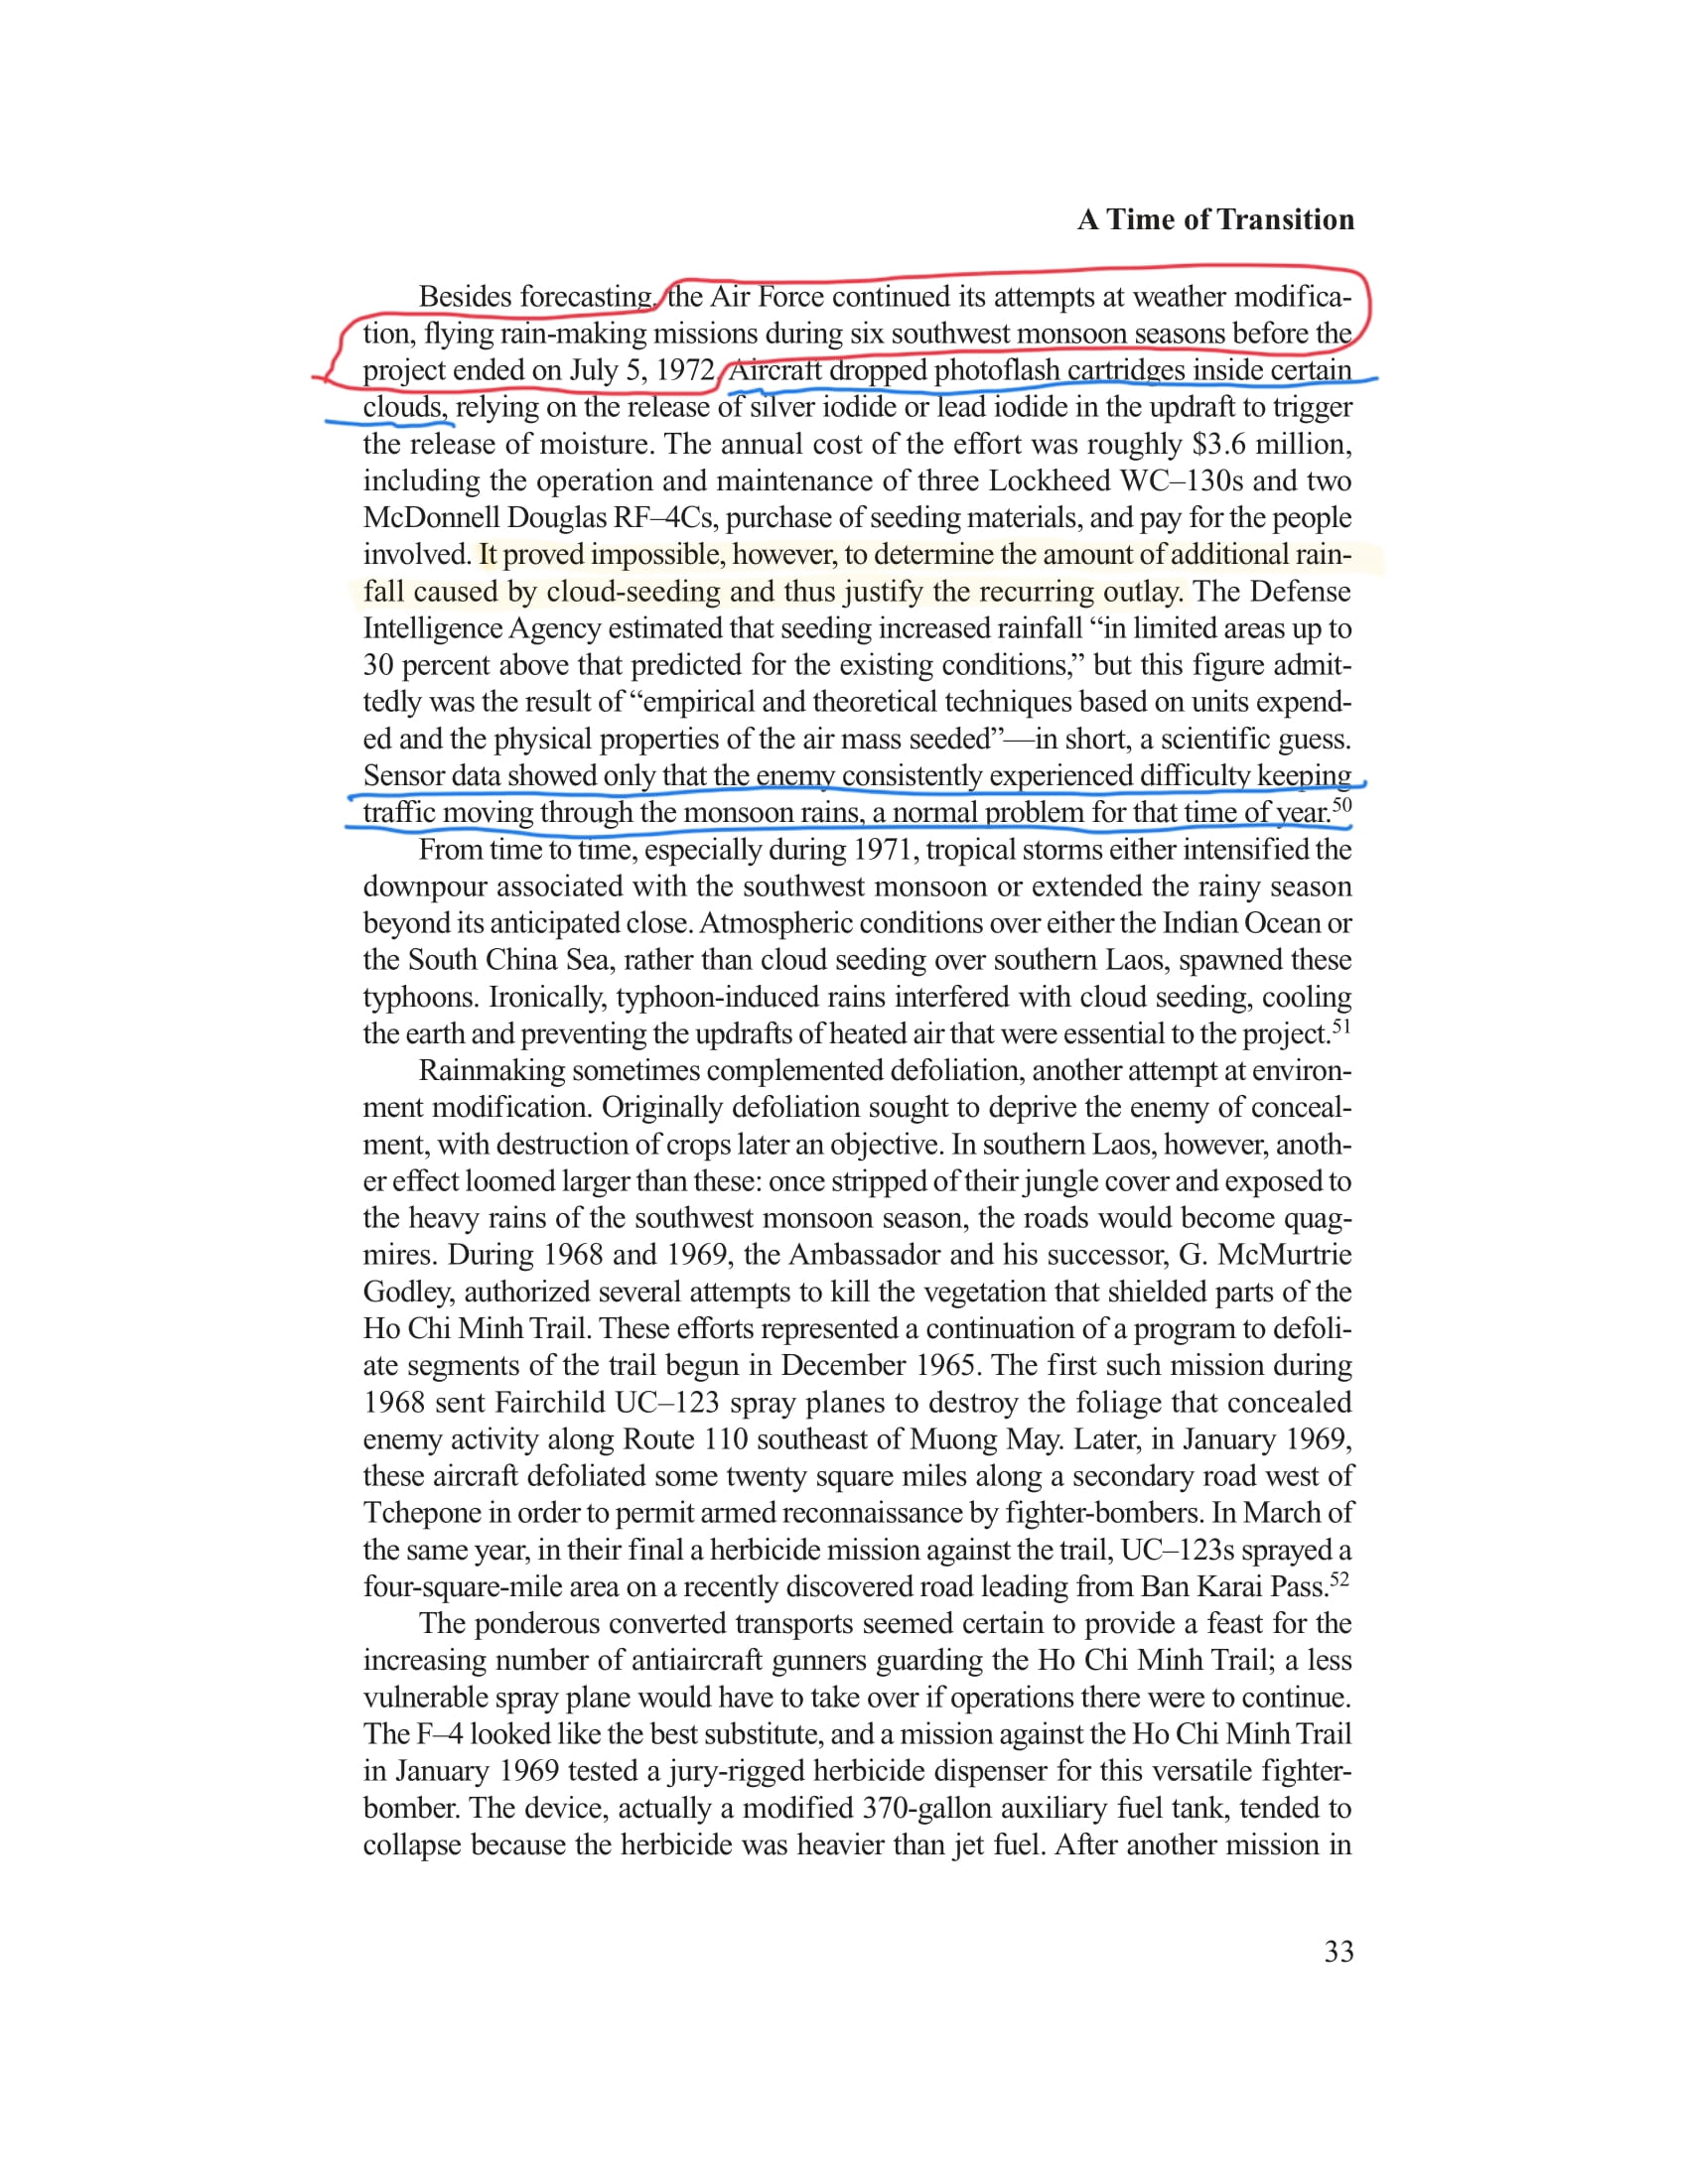 A Time of Transition
Besides forecasting, the Air Force continued its attempts at weather modifica-
tion, flying rain-making missions during six southwest monsoon seasons before the
project ended on July 5, 1972. Aircraft dropped photoflash cartridges inside certain
clouds, relying on the release of silver iodide or lead iodide in the updraft to trigger
the release of moisture. The annual cost of the effort was roughly $3.6 million,
including the operation and maintenance of three Lockheed WC–130s and two
McDonnell Douglas RF–4Cs, purchase of seeding materials, and pay for the people
involved. It proved impossible, however, to determine the amount of additional rain-
fall caused by cloud-seeding and thus justify the recurring outlay. The Defense
Intelligence Agency estimated that seeding increased rainfall “in limited areas up to
30 percent above that predicted for the existing conditions,” but this figure admit-
tedly was the result of “empirical and theoretical techniques based on units expend-
ed and the physical properties of the air mass seeded”—in short, a scientific guess.
Sensor data showed only that the enemy consistently experienced difficulty keeping
traffic moving through the monsoon rains, a normal problem for that time of year.50
From time to time, especially during 1971, tropical storms either intensified the
downpour associated with the southwest monsoon or extended the rainy season
beyond its anticipated close. Atmospheric conditions over either the Indian Ocean or
the South China Sea, rather than cloud seeding over southern Laos, spawned these
typhoons. Ironically, typhoon-induced rains interfered with cloud seeding, cooling
the earth and preventing the updrafts of heated air that were essential to the project.51
Rainmaking sometimes complemented defoliation, another attempt at environ-
ment modification. Originally defoliation sought to deprive the enemy of conceal-
ment, with destruction of crops later an objective. In southern Laos, however, anoth-
er effect loomed larger than these: once stripped of their jungle cover and exposed to
the heavy rains of the southwest monsoon season, the roads would become quag-
mires. During 1968 and 1969, the Ambassador and his successor, G. McMurtrie
Godley, authorized several attempts to kill the vegetation that shielded parts of the
Ho Chi Minh Trail. These efforts represented a continuation of a program to defoli-
ate segments of the trail begun in December 1965. The first such mission during
1968 sent Fairchild UC–123 spray planes to destroy the foliage that concealed
enemy activity along Route 110 southeast of Muong May. Later, in January 1969,
these aircraft defoliated some twenty square miles along a secondary road west of
Tchepone in order to permit armed reconnaissance by fighter-bombers. In March of
the same year, in their final a herbicide mission against the trail, UC–123s sprayed a
four-square-mile area on a recently discovered road leading from Ban Karai Pass.52
The ponderous converted transports seemed certain to provide a feast for the
increasing number of antiaircraft gunners guarding the Ho Chi Minh Trail; a less
vulnerable spray plane would have to take over if operations there were to continue.
The F–4 looked like the best substitute, and a mission against the Ho Chi Minh Trail
in January 1969 tested a jury-rigged herbicide dispenser for this versatile fighter-
bomber. The device, actually a modified 370-gallon auxiliary fuel tank, tended to
collapse because the herbicide was heavier than jet fuel. After another mission in
33